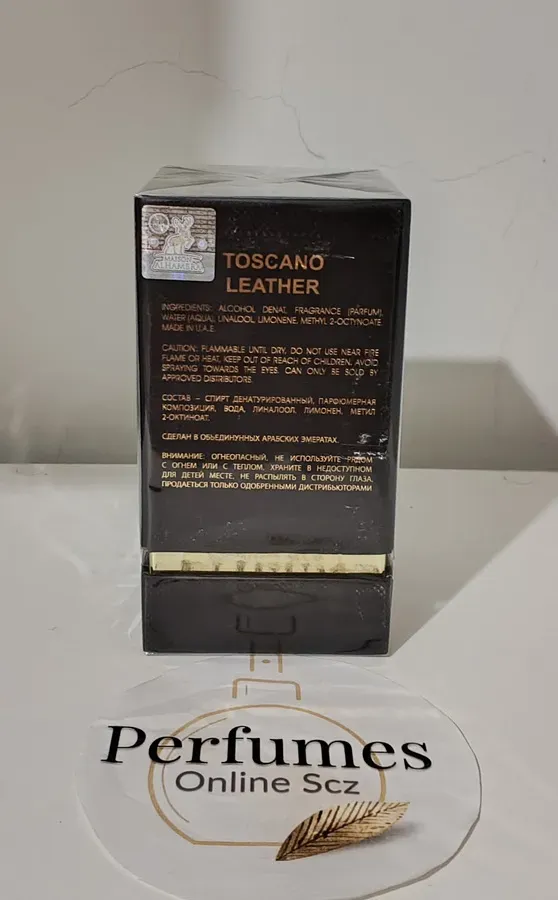 MAISON
ALHAMBRA
TOSCANO
LEATHER
INGREDIENTS: ALCOHOL DENAT, FRAGRANCE (PARFUM),
WATER (AQUA), LINALOOL, LIMONENE, METHYL 2-OCTYNOATE
MADE IN U.A.E.
CAUTION: FLAMMABLE UNTIL DRY, DO NOT USE NEAR FIRE
FLAME OR HEAT, KEEP OUT OF REACH OF CHILDREN, AVOID
SPRAYING TOWARDS THE EYES. CAN ONLY BE SOLD BY
APPROVED DISTRIBUTORS.
СОСТАВ – СПИРТ ДЕНАТУРИРОВАННЫЙ, ПАРФЮМЕРНАЯ
КОМПОЗИЦИЯ, ВОДА, ЛИНАЛООЛ, ЛИМОНЕН, МЕТИЛ
2-ОКТИНОАТ.
СДЕЛАН В ОБЬЕДИНУННЫХ АРАБСКИХ ЭМЕРАТАХ.
ВНИМАНИЕ: ОГНЕОПАСНЫЙ, НЕ ИСПОЛЬЗУЙТЕ РЯДОМ
С ОГНЕМ ИЛИ С ТЕПЛОМ, ХРАНИТЕ В НЕДОСТУПНОМ
ДЛЯ ДЕТЕЙ МЕСТЕ, НЕ РАСПЫЛЯТЬ В СТОРОНУ ГЛАЗА,
ПРОДАЕТЬСЯ ТОЛЬКО ОДОБРЕННЫМИ ДИСТРИБЬЮТОРАМИ
Perfumes
Online Scz